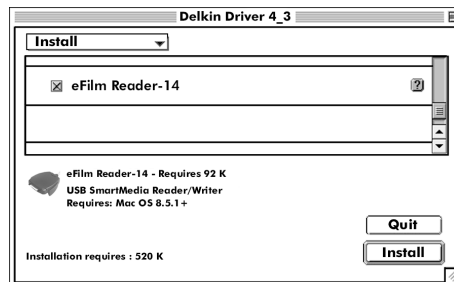 Delkin Driver 4_3
Install
eFilm Reader-14
?
eFilm Reader-14 - Requires 92 K
USB SmartMedia Reader/Writer
Requires: Mac OS 8.5.1+
Quit
Installation requires : 520 K
Install